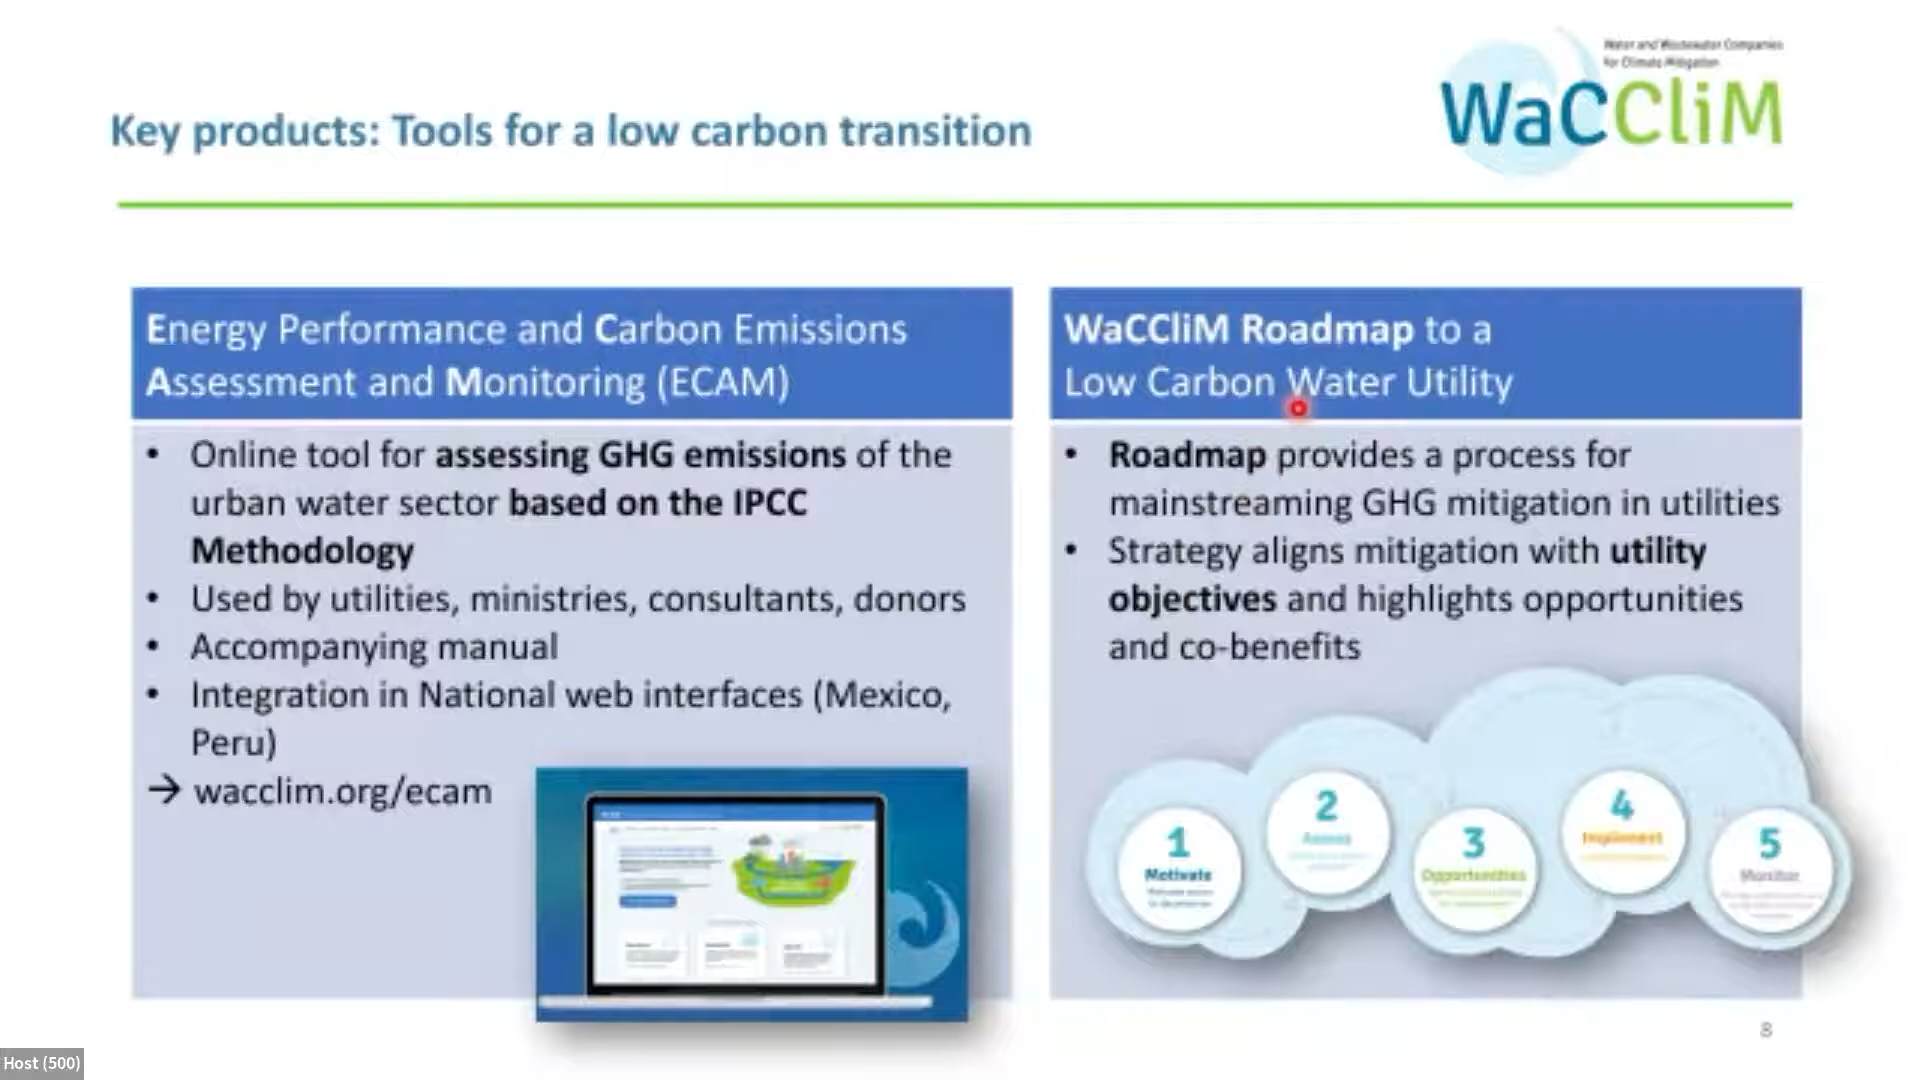 Water and Wastewater Companies
for Climate Mitigation
WaCCliM
Key products: Tools for a low carbon transition
Energy Performance and Carbon Emissions
Assessment and Monitoring (ECAM)
• Online tool for assessing GHG emissions of the
urban water sector based on the IPCC
Methodology
• Used by utilities, ministries, consultants, donors
• Accompanying manual
• Integration in National web interfaces (Mexico,
Peru)
→ wacclim.org/ecam
WaCCliM Roadmap to a
Low Carbon Water Utility
• Roadmap provides a process for
mainstreaming GHG mitigation in utilities
• Strategy aligns mitigation with utility
objectives and highlights opportunities
and co-benefits
1
Motivate
2
Assess
3
Opportunities
4
Implement
5
Monitor
8
Host (500)